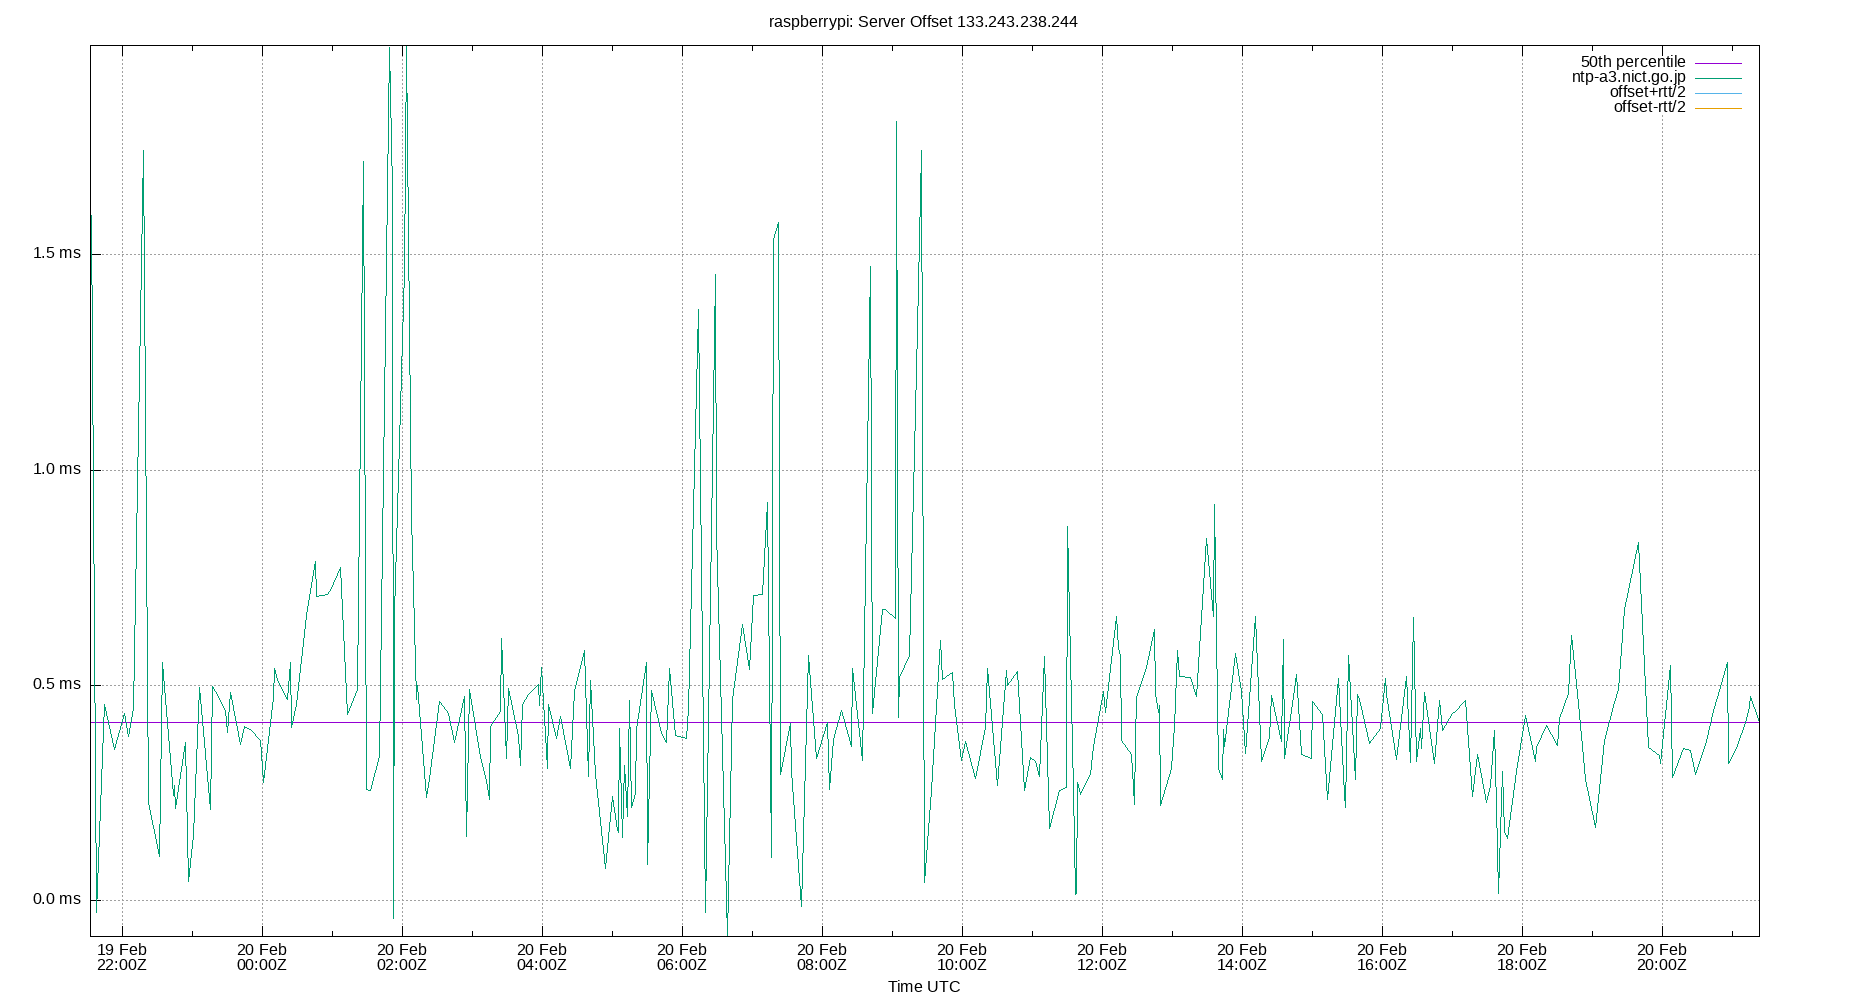 raspberrypi: Server Offset 133.243.238.244
50th percentile
ntp-a3.nict.go.jp
offset+rtt/2
offset-rtt/2
1.5 ms
1.0 ms
0.5 ms
0.0 ms
19 Feb 20 Feb 20 Feb 20 Feb 20 Feb 20 Feb 20 Feb 20 Feb 20 Feb 20 Feb 20 Feb 20 Feb
22:00Z 00:00Z 02:00Z 04:00Z 06:00Z 08:00Z 10:00Z 12:00Z 14:00Z 16:00Z 18:00Z 20:00Z
Time UTC